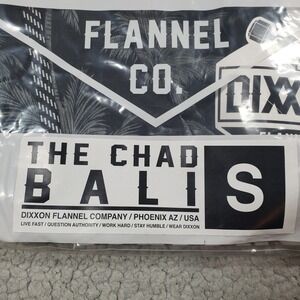 FLANNEL
CO.
DIXX
THE CHAD
BALI
S
DIXXON FLANNEL COMPANY / PHOENIX AZ / USA
LIVE FAST / QUESTION AUTHORITY / WORK HARD / STAY HUMBLE / WEAR DIXXON